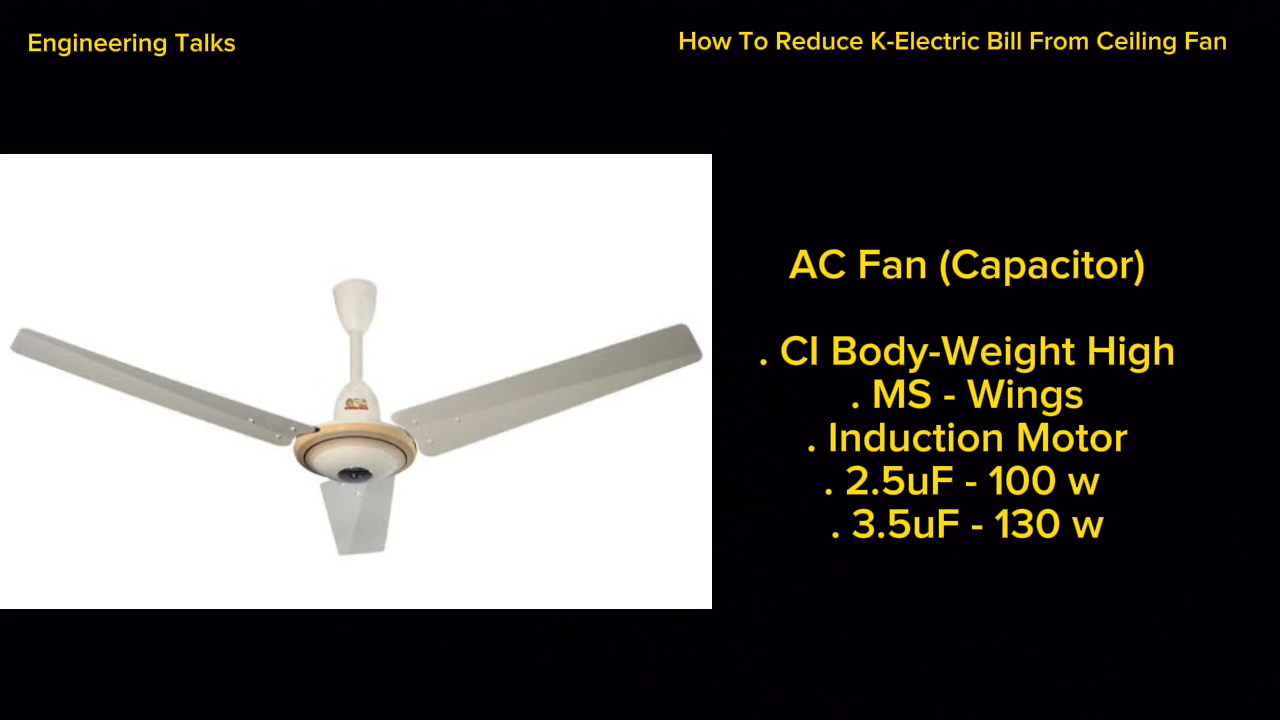 Engineering Talks
How To Reduce K-Electric Bill From Ceiling Fan
AC Fan (Capacitor)
. CI Body-Weight High
. MS - Wings
. Induction Motor
. 2.5uF - 100 w
. 3.5uF - 130 w